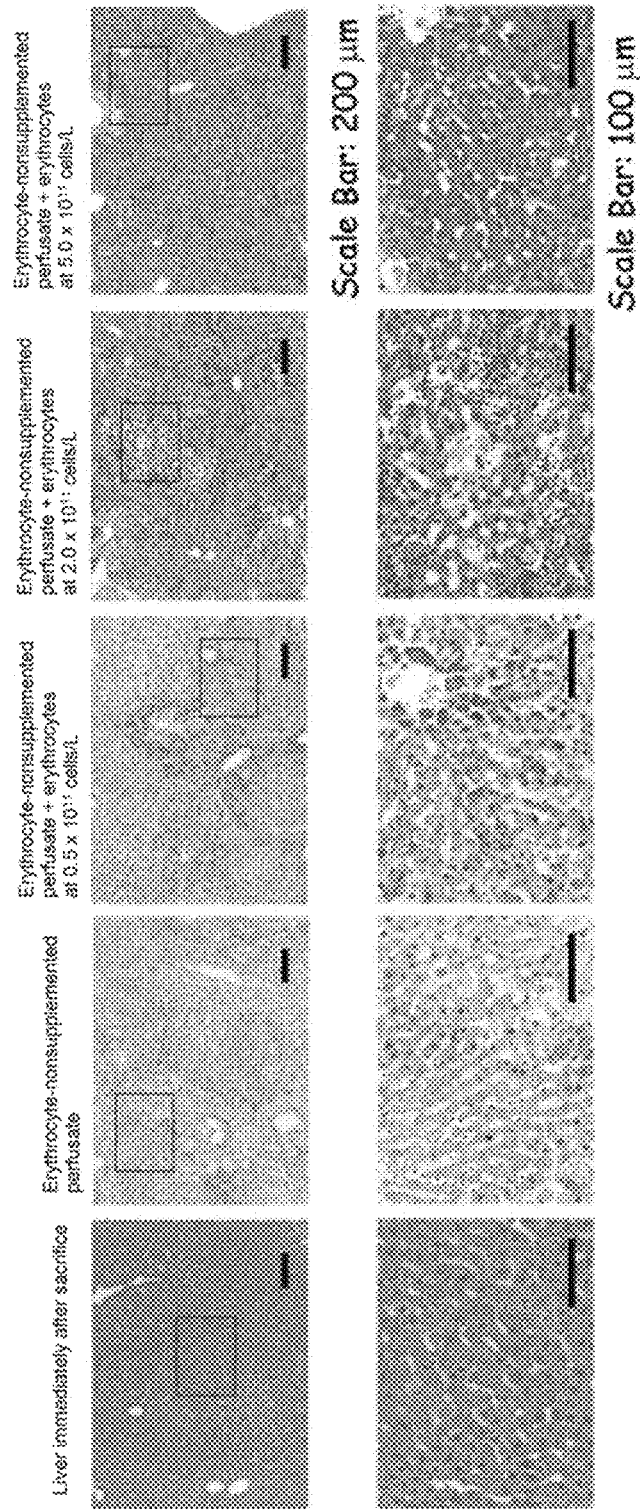 Liver immediately after sacrifice
Erythrocyte-nonsupplemented
perfusate
Erythrocyte-nonsupplemented
perfusate + erythrocytes
at 0.5 x 10¹¹ cells/L
Erythrocyte-nonsupplemented
perfusate + erythrocytes
at 2.0 x 10¹¹ cells/L
Erythrocyte-nonsupplemented
perfusate + erythrocytes
at 5.0 x 10¹¹ cells/L
Scale Bar: 200 µm
Scale Bar: 100 µm